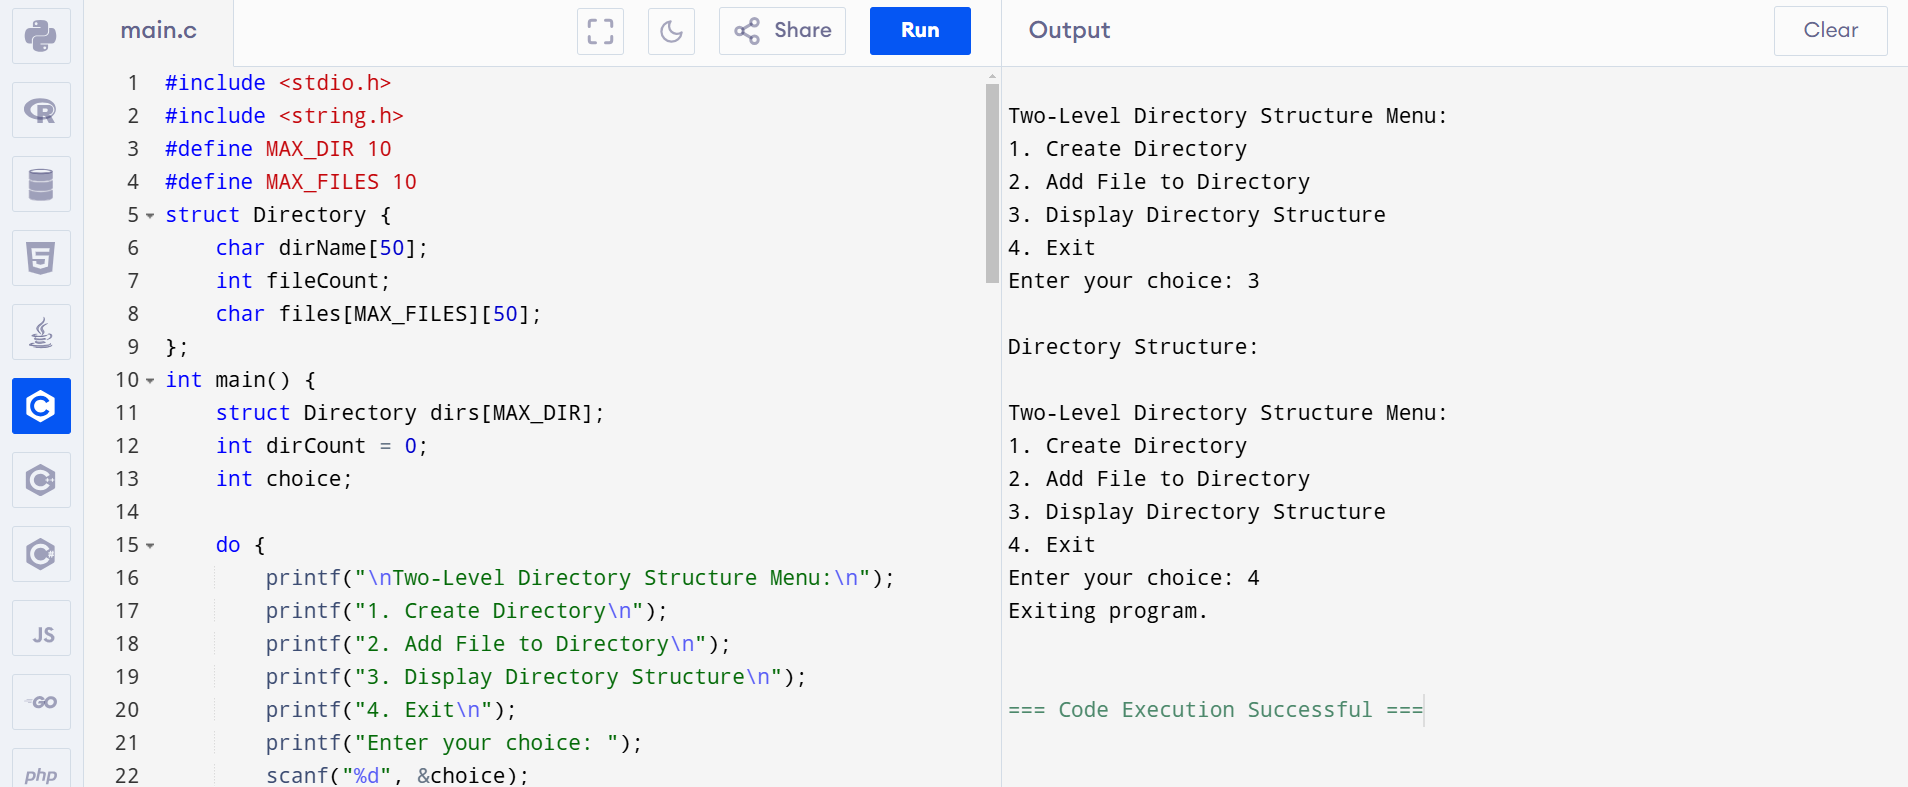 main.c
Share
Run
Output
Clear
1 #include <stdio.h>
2 #include <string.h>
3 #define MAX_DIR 10
4 #define MAX_FILES 10
5 struct Directory {
6     char dirName[50];
7     int fileCount;
8     char files[MAX_FILES][50];
9 };
10 int main() {
11     struct Directory dirs[MAX_DIR];
12     int dirCount = 0;
13     int choice;
14
15     do {
16         printf("\nTwo-Level Directory Structure Menu:\n");
17         printf("1. Create Directory\n");
18         printf("2. Add File to Directory\n");
19         printf("3. Display Directory Structure\n");
20         printf("4. Exit\n");
21         printf("Enter your choice: ");
22         scanf("%d", &choice);
Two-Level Directory Structure Menu:
1. Create Directory
2. Add File to Directory
3. Display Directory Structure
4. Exit
Enter your choice: 3
Directory Structure:
Two-Level Directory Structure Menu:
1. Create Directory
2. Add File to Directory
3. Display Directory Structure
4. Exit
Enter your choice: 4
Exiting program.
=== Code Execution Successful ===
R
5
C
C++
C#
JS
GO
php